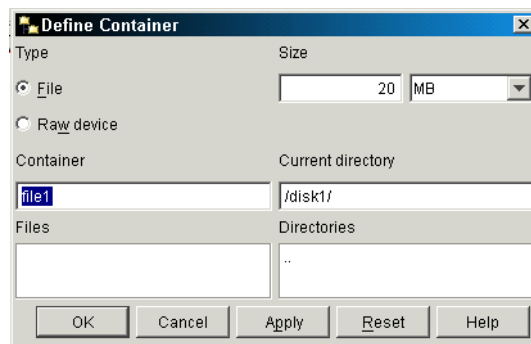 Define Container
Type
Size
File
20 MB
Raw device
Container
Current directory
file1
/disk1/
Files
Directories
..
OK Cancel Apply Reset Help